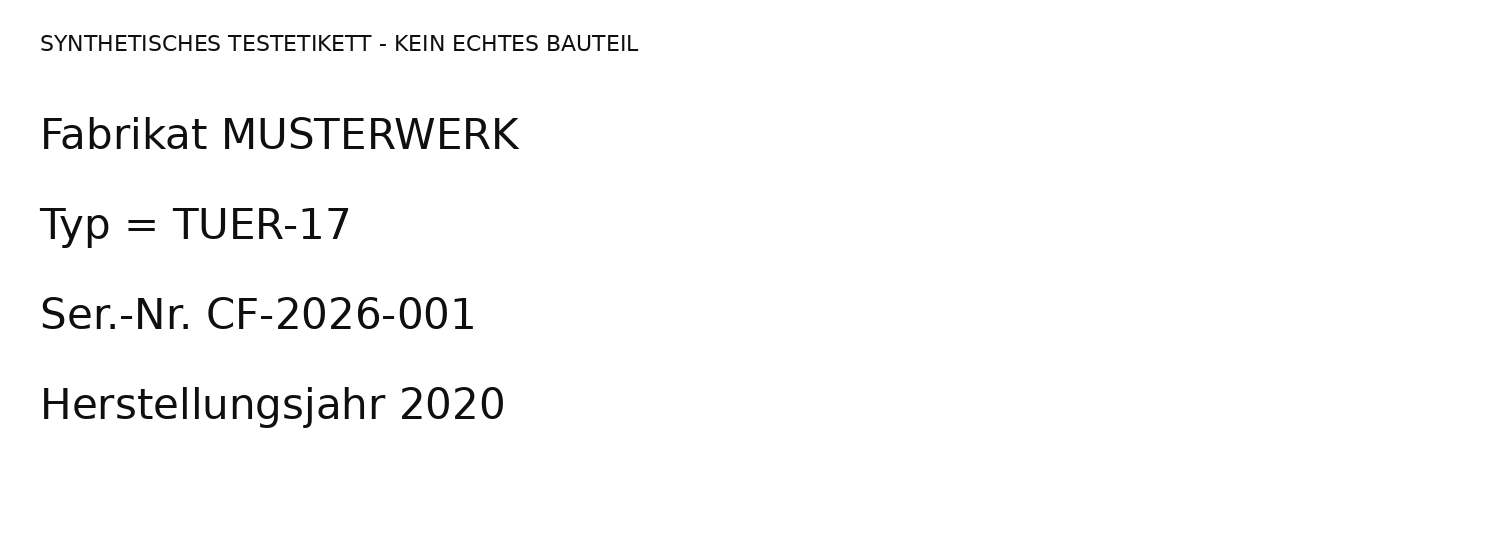 SYNTHETISCHES TESTETIKETT - KEIN ECHTES BAUTEIL
Fabrikat MUSTERWERK
Typ = TUER-17
Ser.-Nr. CF-2026-001
Herstellungsjahr 2020